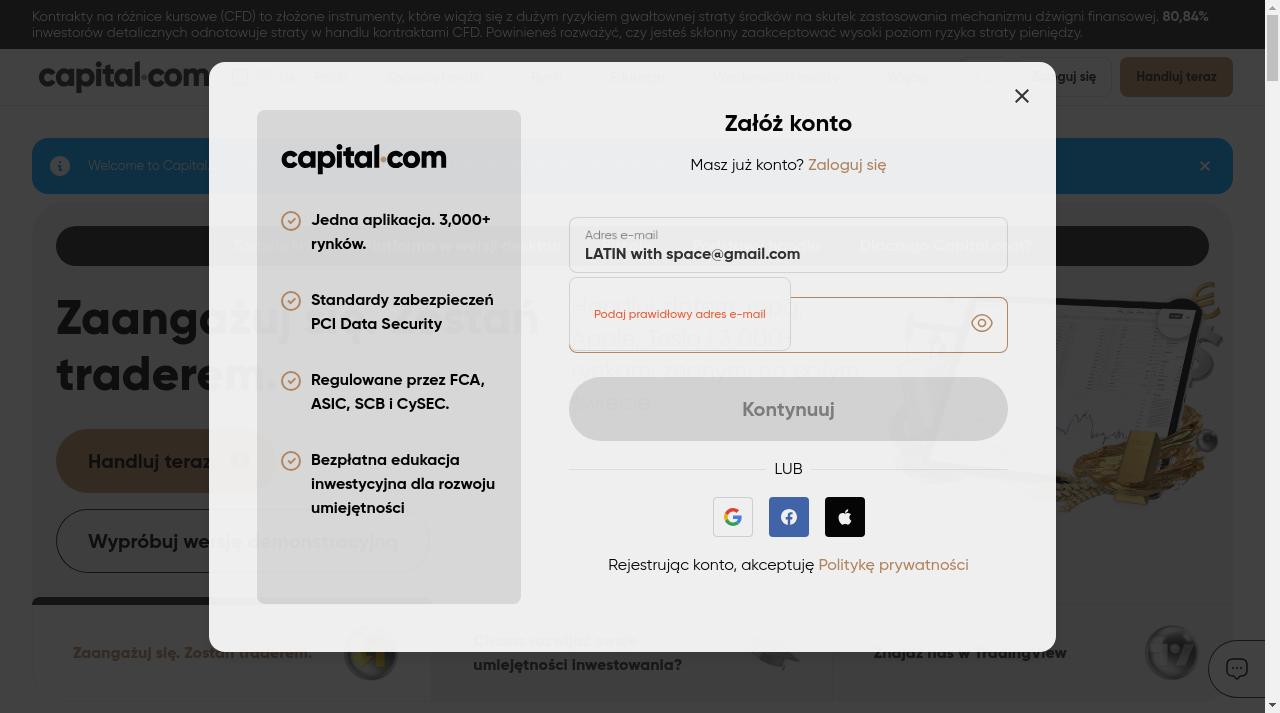 Kontrakty na różnice kursowe (CFD) to złożone instrumenty, które wiążą się z dużym ryzykiem gwałtownej straty środków na skutek zastosowania mechanizmu dźwigni finansowej. 80,84%
inwestorów detalicznych odnotowuje straty w handlu kontraktami CFD. Powinieneś rozważyć, czy jesteś skłonny zaakceptować wysoki poziom ryzyka straty pieniędzy.
capital.com
Handluj teraz
Welcome to Capital
Załóż konto
Masz już konto? Zaloguj się
capital.com
Jedna aplikacja. 3,000+
rynków.
Standardy zabezpieczeń
PCI Data Security
Regulowane przez FCA,
ASIC, SCB i CySEC.
Bezpłatna edukacja
inwestycyjna dla rozwoju
umiejętności
Adres e-mail
LATIN with space@gmail.com
Podaj prawidłowy adres e-mail
Kontynuuj
LUB
Rejestrując konto, akceptuję Politykę prywatności
Zaangażuj się. Zostań
traderem.
Handluj teraz
Wypróbuj wersję demonstracyjną
Zaangażuj się. Zostań traderem.
umiejętności inwestowania?
Znajdź nas w TradingView